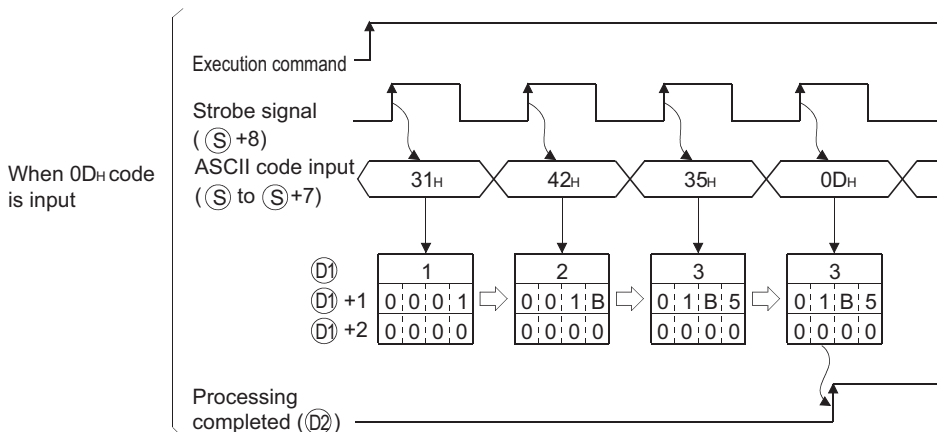 When 0DH code
is input
Execution command
Strobe signal
( Ⓢ +8)
ASCII code input
( Ⓢ to Ⓢ+7)
31H 42H 35H 0DH
D1 1 2 3 3
D1 +1 0 0 0 1 0 0 1 B 0 1 B 5 0 1 B 5
D1 +2 0 0 0 0 0 0 0 0 0 0 0 0 0 0 0 0
Processing
completed (D2)